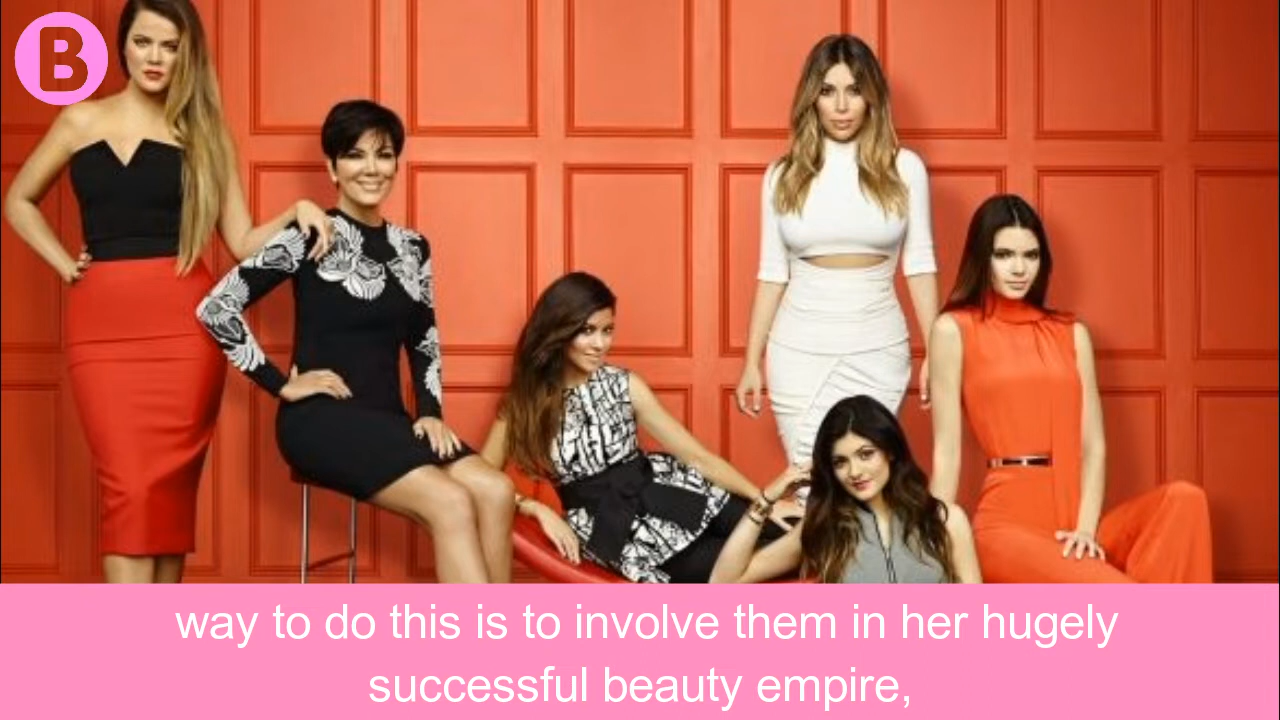 B
way to do this is to involve them in her hugely
successful beauty empire,